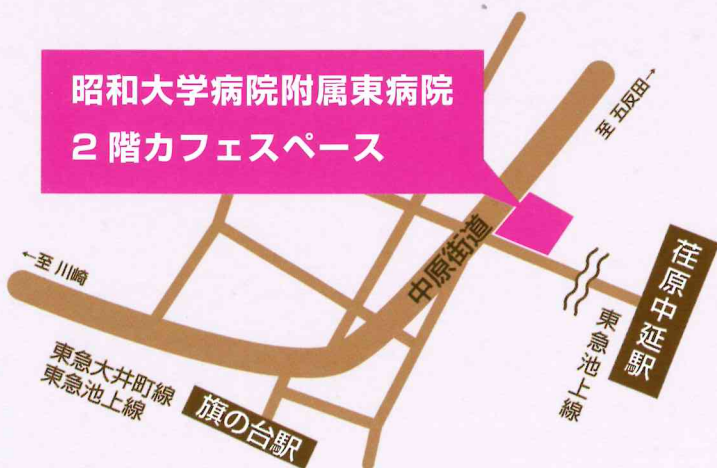 昭和大学病院附属東病院
2階カフェスペース
至 五反田→
←至 川崎
中原街道
荏原中延駅
東急池上線
東急大井町線
東急池上線
旗の台駅